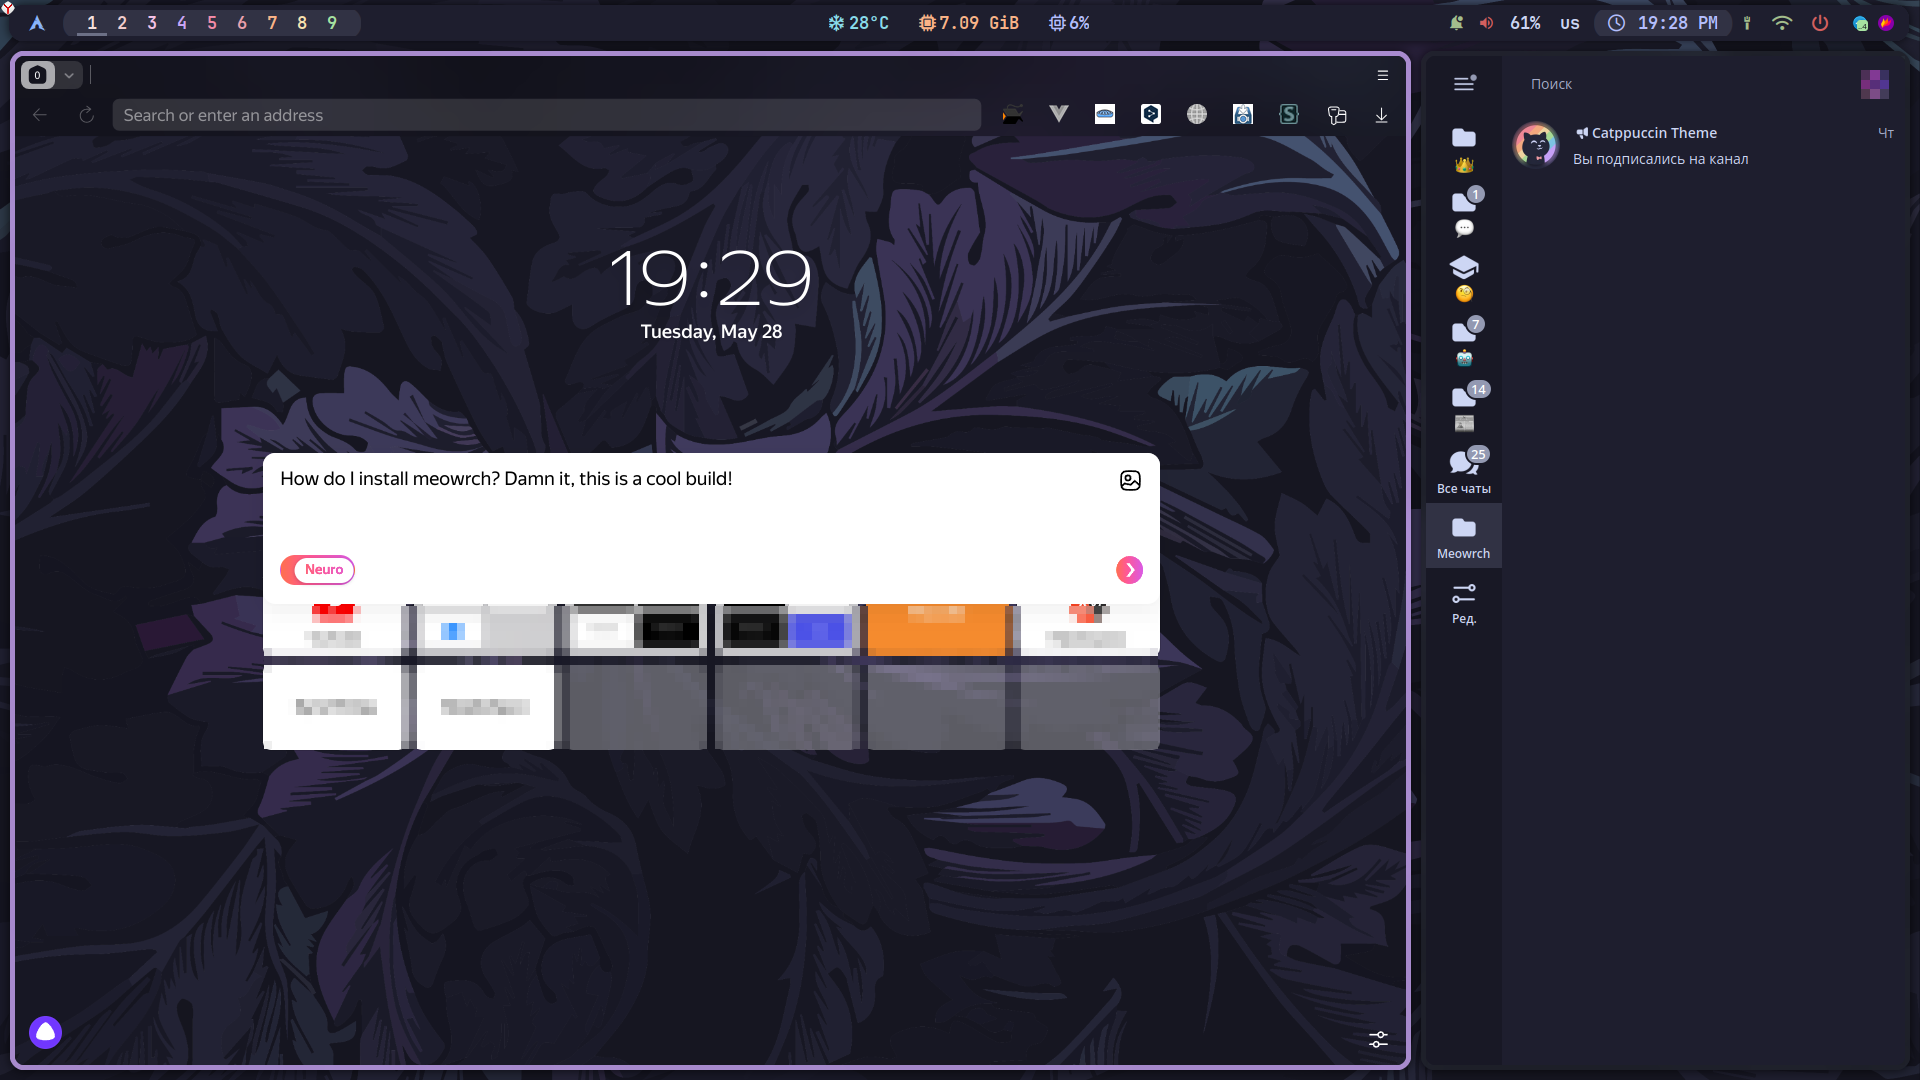 1 2 3 4 5 6 7 8 9
28°C
7.09 GiB
6%
61%
US
19:28 PM
0
Search or enter an address
19:29
Tuesday, May 28
How do I install meowrch? Damn it, this is a cool build!
Neuro
Поиск
Catppuccin Theme
Чт
Вы подписались на канал
1
7
14
25
Все чаты
Meowrch
Ред.